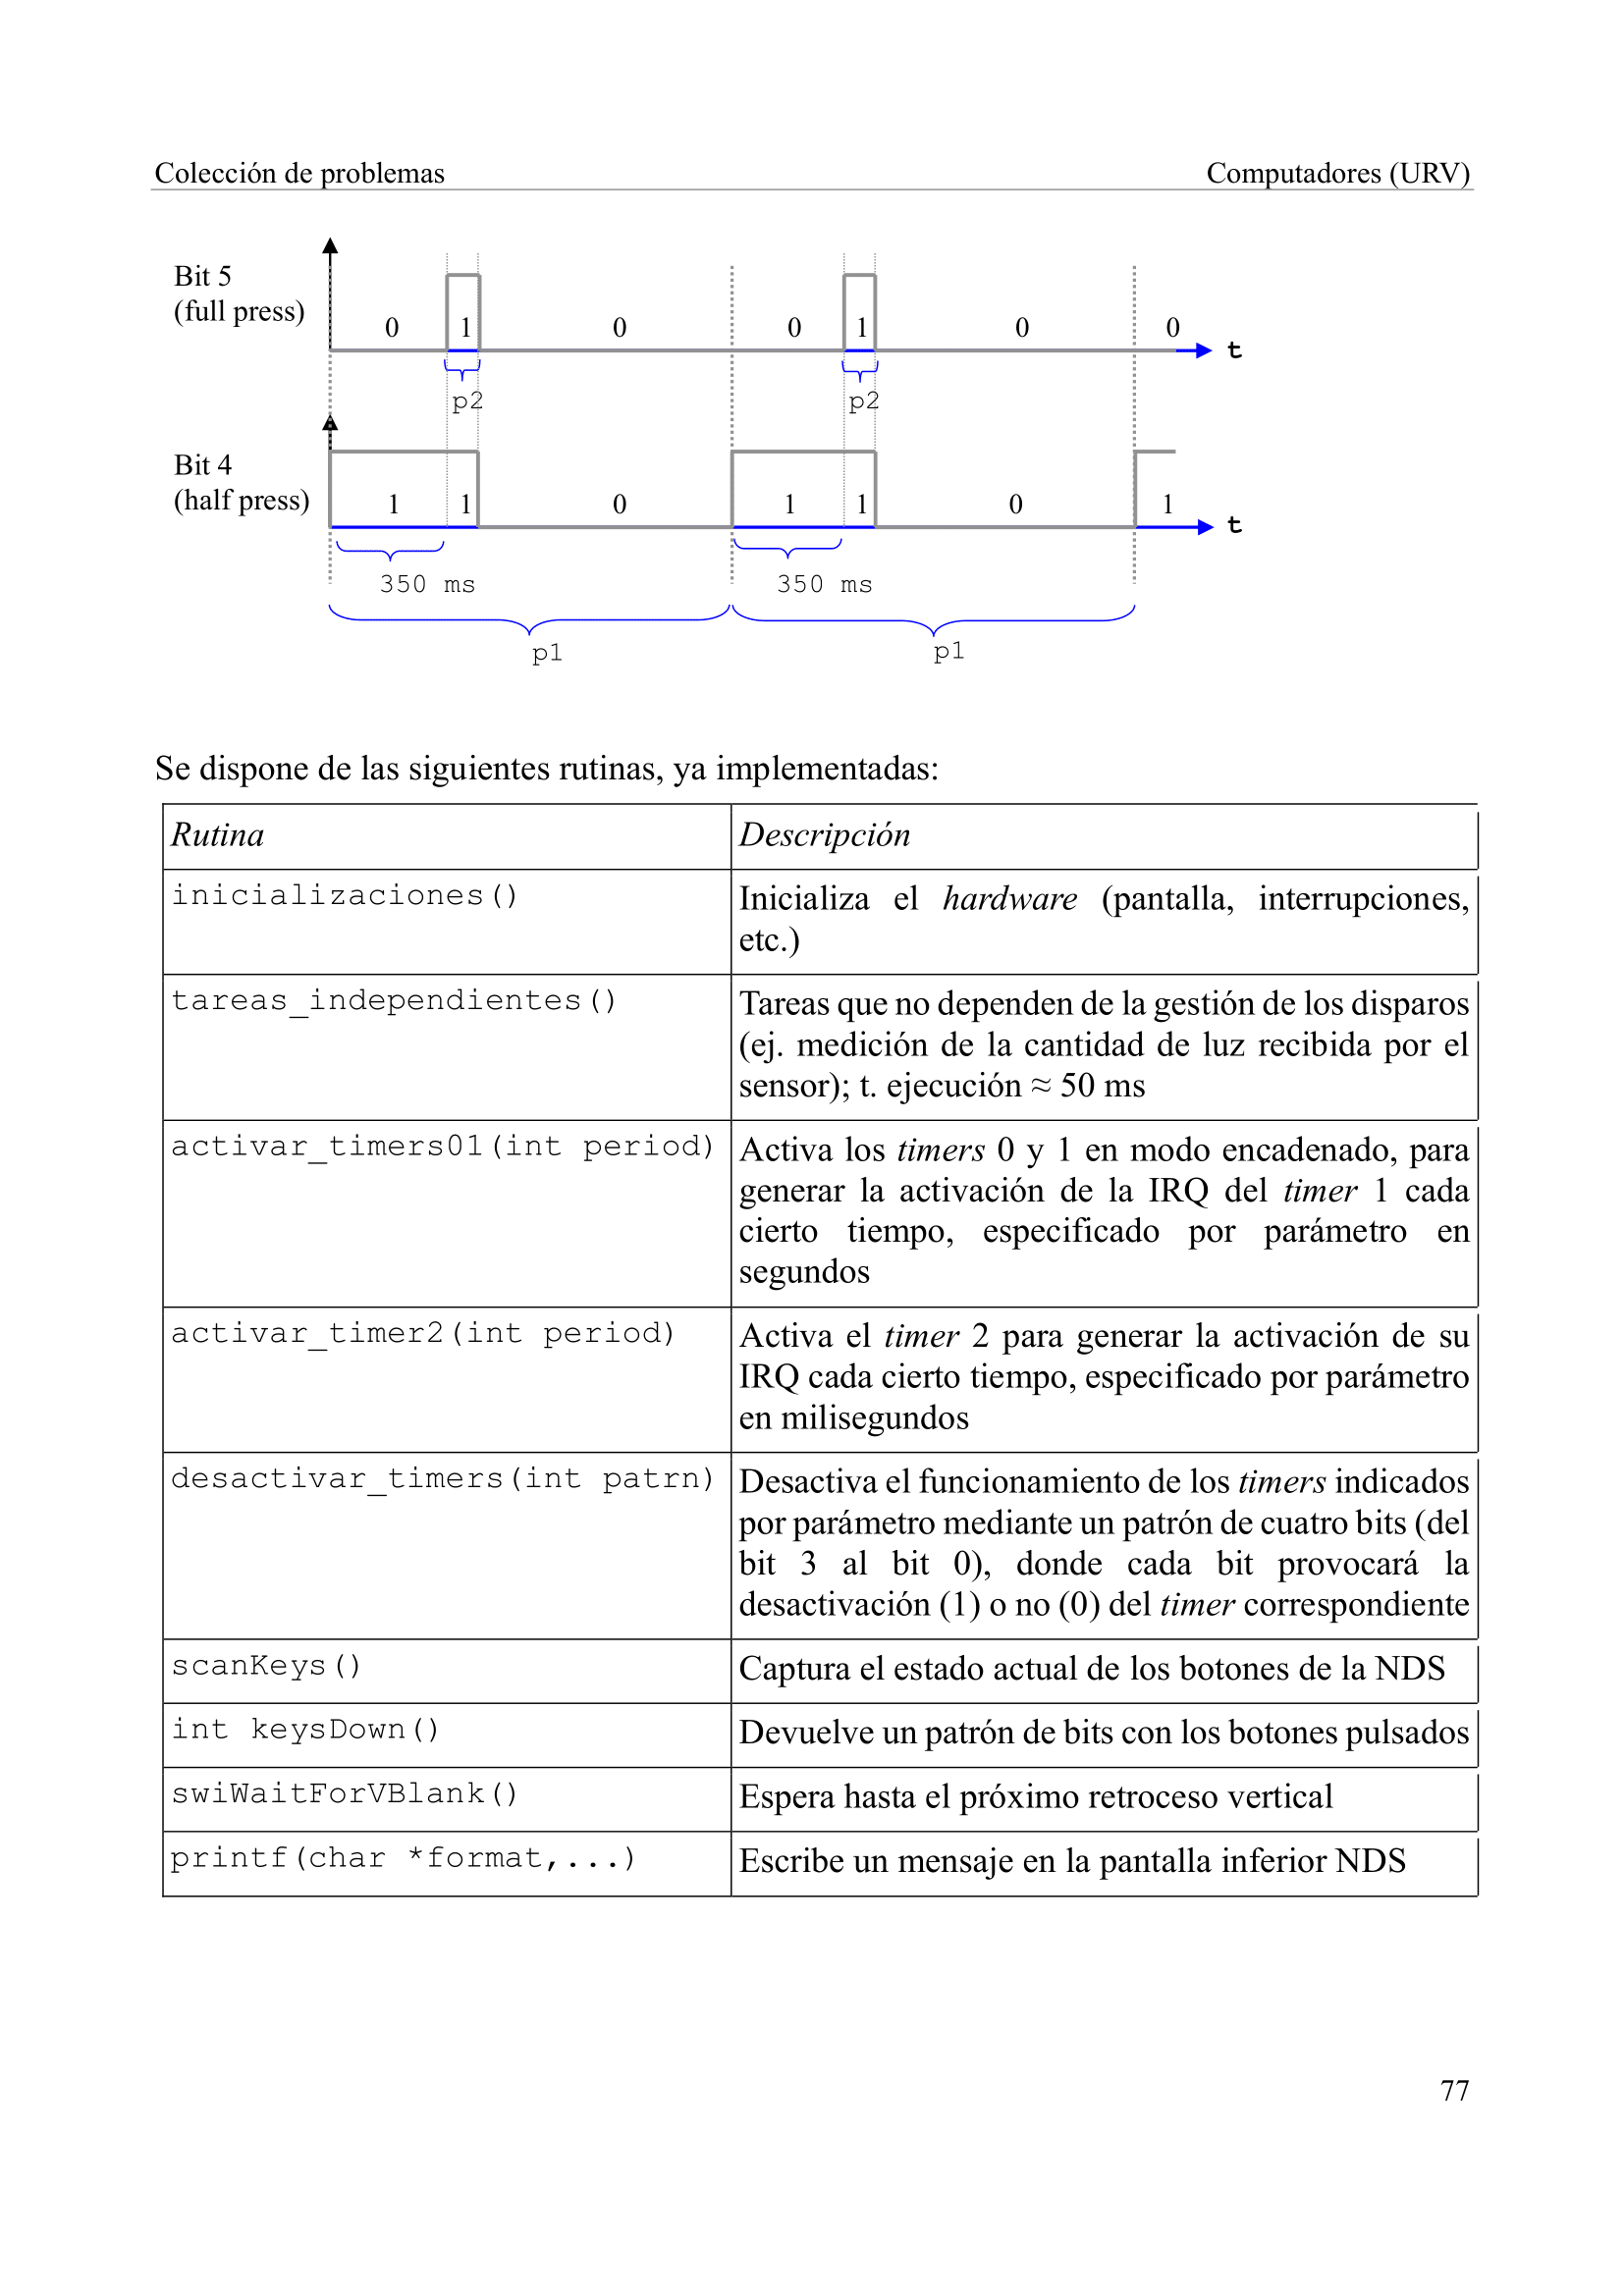 Colección de problemas Computadores (URV)
Bit 5
(full press)
0 1 0 0 1 0 0
t
p2 p2
Bit 4
(half press)
1 1 0 1 1 0 1
t
350 ms 350 ms
p1 p1
Se dispone de las siguientes rutinas, ya implementadas:
Rutina Descripción
inicializaciones() Inicializa el hardware (pantalla, interrupciones,
etc.)
tareas_independientes() Tareas que no dependen de la gestión de los disparos
(ej. medición de la cantidad de luz recibida por el
sensor); t. ejecución ≈ 50 ms
activar_timers01(int period) Activa los timers 0 y 1 en modo encadenado, para
generar la activación de la IRQ del timer 1 cada
cierto tiempo, especificado por parámetro en
segundos
activar_timer2(int period) Activa el timer 2 para generar la activación de su
IRQ cada cierto tiempo, especificado por parámetro
en milisegundos
desactivar_timers(int patrn) Desactiva el funcionamiento de los timers indicados
por parámetro mediante un patrón de cuatro bits (del
bit 3 al bit 0), donde cada bit provocará la
desactivación (1) o no (0) del timer correspondiente
scanKeys() Captura el estado actual de los botones de la NDS
int keysDown() Devuelve un patrón de bits con los botones pulsados
swiWaitForVBlank() Espera hasta el próximo retroceso vertical
printf(char *format,...) Escribe un mensaje en la pantalla inferior NDS
77